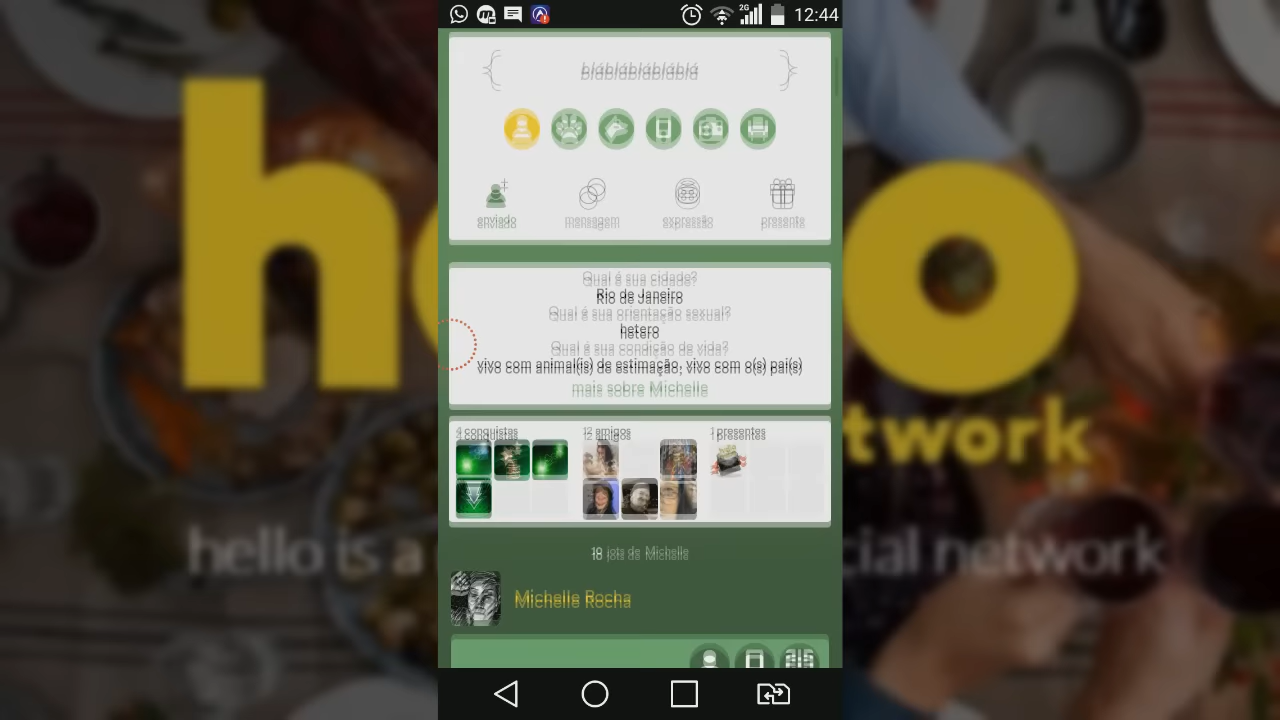 2G 12:44
blábláblábláblá
enviado mensagem expressão presente
Qual é sua cidade?
Rio de Janeiro
Qual é sua orientação sexual?
hetero
Qual é sua condição de vida?
vivo com animal(is) de estimação, vivo com o(s) pai(s)
mais sobre Michelle
4 conquistas 12 amigos 1 presentes
18 jots de Michelle
Michelle Rocha
h o
twork
hello is a cial network